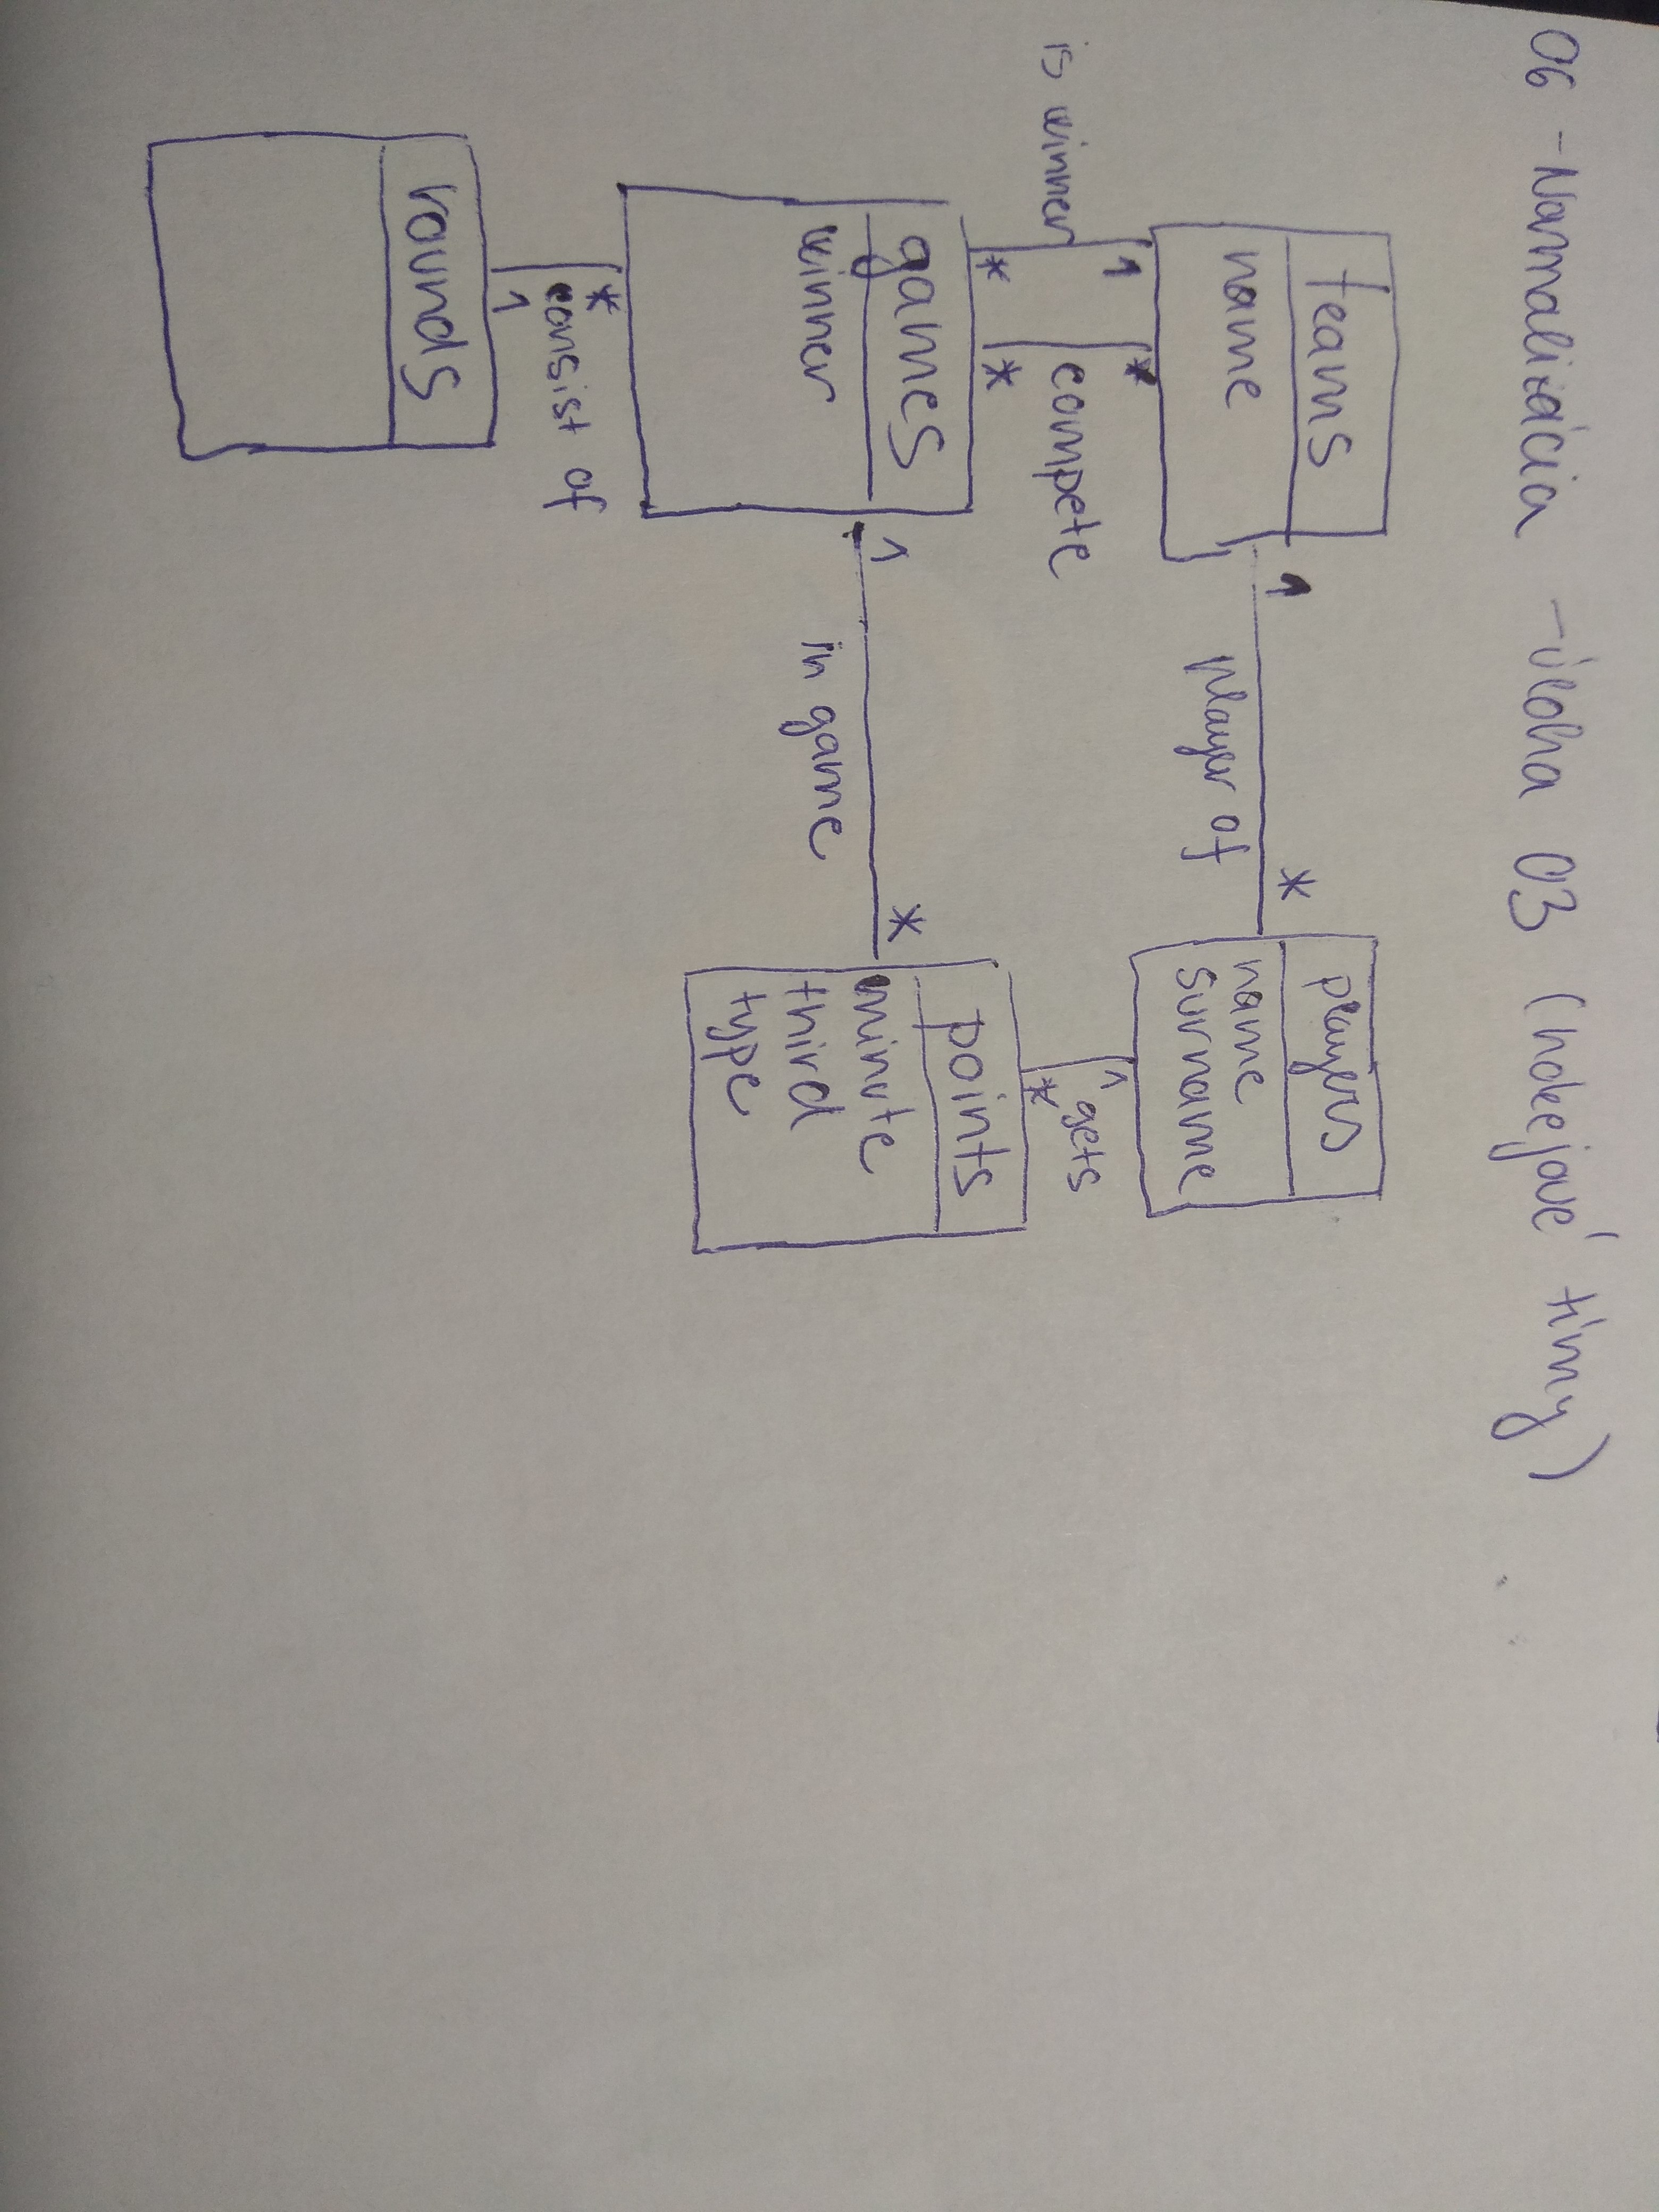 06 - Normalizácia - úloha 03 (hokejové tímy)
teams
name
1
*
player of
players
name
surname
1
*
is winner
compete
*
*
1
gets
*
games
winner
1
*
in game
points
minute
third
type
*
consist of
1
rounds